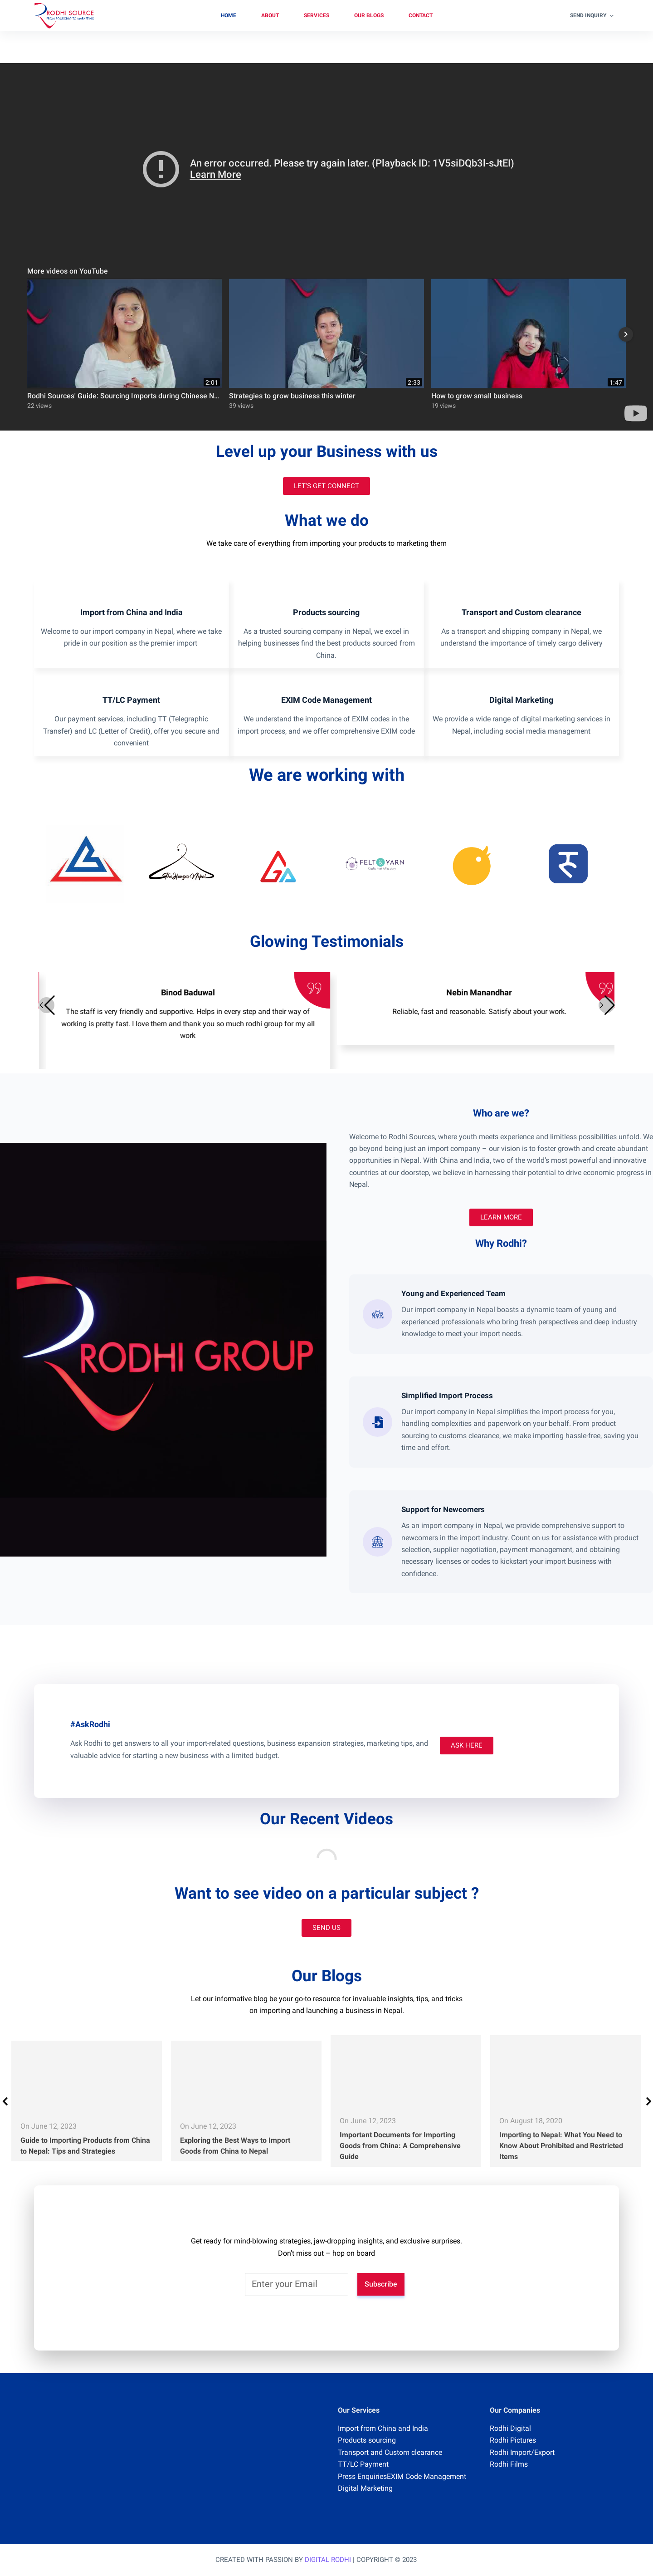 RODHI SOURCE
FROM SOURCING TO MARKETING
HOME
ABOUT
SERVICES
OUR BLOGS
CONTACT
SEND INQUIRY
An error occurred. Please try again later. (Playback ID: 1V5siDQb3I-sJtEI)
Learn More
More videos on YouTube
2:01
2:33
1:47
Rodhi Sources' Guide: Sourcing Imports during Chinese N...
22 views
Strategies to grow business this winter
39 views
How to grow small business
19 views
Level up your Business with us
LET'S GET CONNECT
What we do
We take care of everything from importing your products to marketing them
Import from China and India
Welcome to our import company in Nepal, where we take
pride in our position as the premier import
Products sourcing
As a trusted sourcing company in Nepal, we excel in
helping businesses find the best products sourced from
China.
Transport and Custom clearance
As a transport and shipping company in Nepal, we
understand the importance of timely cargo delivery
TT/LC Payment
Our payment services, including TT (Telegraphic
Transfer) and LC (Letter of Credit), offer you secure and
convenient
EXIM Code Management
We understand the importance of EXIM codes in the
import process, and we offer comprehensive EXIM code
Digital Marketing
We provide a wide range of digital marketing services in
Nepal, including social media management
We are working with
The Hanger Nepal
FELT & YARN
Glowing Testimonials
Binod Baduwal
The staff is very friendly and supportive. Helps in every step and their way of
working is pretty fast. I love them and thank you so much rodhi group for my all
work
Nebin Manandhar
Reliable, fast and reasonable. Satisfy about your work.
Who are we?
Welcome to Rodhi Sources, where youth meets experience and limitless possibilities unfold. We
go beyond being just an import company – our vision is to foster growth and create abundant
opportunities in Nepal. With China and India, two of the world's most powerful and innovative
countries at our doorstep, we believe in harnessing their potential to drive economic progress in
Nepal.
LEARN MORE
RODHI GROUP
Why Rodhi?
Young and Experienced Team
Our import company in Nepal boasts a dynamic team of young and
experienced professionals who bring fresh perspectives and deep industry
knowledge to meet your import needs.
Simplified Import Process
Our import company in Nepal simplifies the import process for you,
handling complexities and paperwork on your behalf. From product
sourcing to customs clearance, we make importing hassle-free, saving you
time and effort.
Support for Newcomers
As an import company in Nepal, we provide comprehensive support to
newcomers in the import industry. Count on us for assistance with product
selection, supplier negotiation, payment management, and obtaining
necessary licenses or codes to kickstart your import business with
confidence.
#AskRodhi
Ask Rodhi to get answers to all your import-related questions, business expansion strategies, marketing tips, and
valuable advice for starting a new business with a limited budget.
ASK HERE
Our Recent Videos
Want to see video on a particular subject ?
SEND US
Our Blogs
Let our informative blog be your go-to resource for invaluable insights, tips, and tricks
on importing and launching a business in Nepal.
On June 12, 2023
Guide to Importing Products from China
to Nepal: Tips and Strategies
On June 12, 2023
Exploring the Best Ways to Import
Goods from China to Nepal
On June 12, 2023
Important Documents for Importing
Goods from China: A Comprehensive
Guide
On August 18, 2020
Importing to Nepal: What You Need to
Know About Prohibited and Restricted
Items
Get ready for mind-blowing strategies, jaw-dropping insights, and exclusive surprises.
Don't miss out – hop on board
Enter your Email
Subscribe
Our Services
Import from China and India
Products sourcing
Transport and Custom clearance
TT/LC Payment
Press EnquiriesEXIM Code Management
Digital Marketing
Our Companies
Rodhi Digital
Rodhi Pictures
Rodhi Import/Export
Rodhi Films
CREATED WITH PASSION BY DIGITAL RODHI | COPYRIGHT © 2023